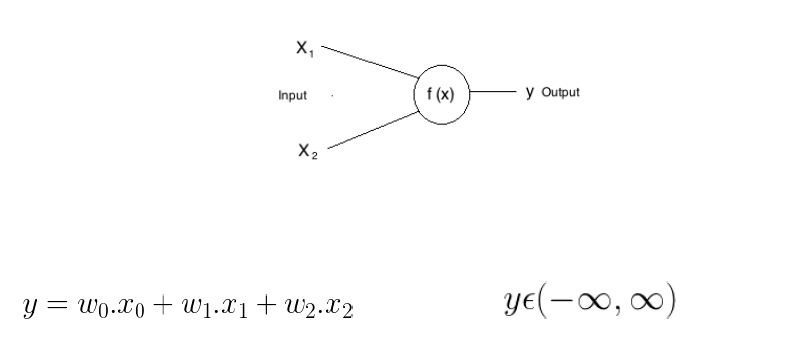 X₁
Input f (x) y Output
X₂
y = w₀.x₀ + w₁.x₁ + w₂.x₂ yϵ(−∞, ∞)